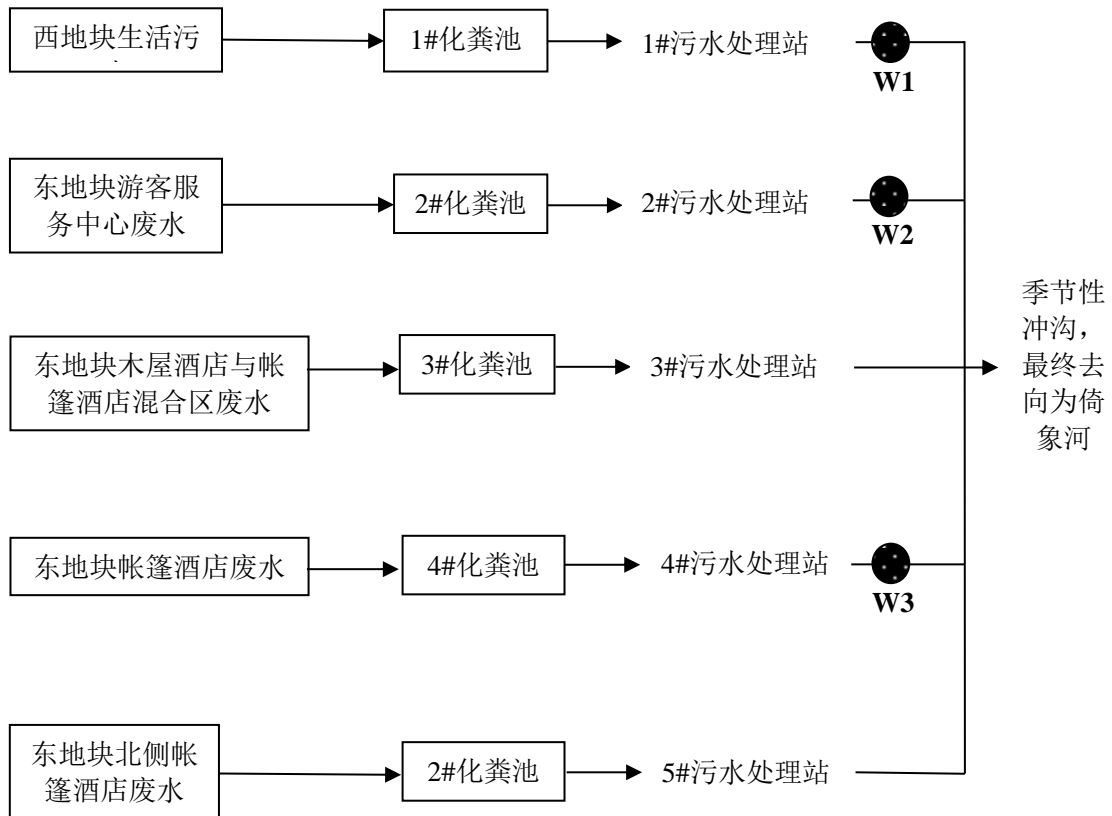 西地块生活污
1#化粪池
1#污水处理站
W1
东地块游客服
务中心废水
2#化粪池
2#污水处理站
W2
东地块木屋酒店与帐
篷酒店混合区废水
3#化粪池
3#污水处理站
季节性
冲沟，
最终去
向为倚
象河
东地块帐篷酒店废水
4#化粪池
4#污水处理站
W3
东地块北侧帐
篷酒店废水
2#化粪池
5#污水处理站